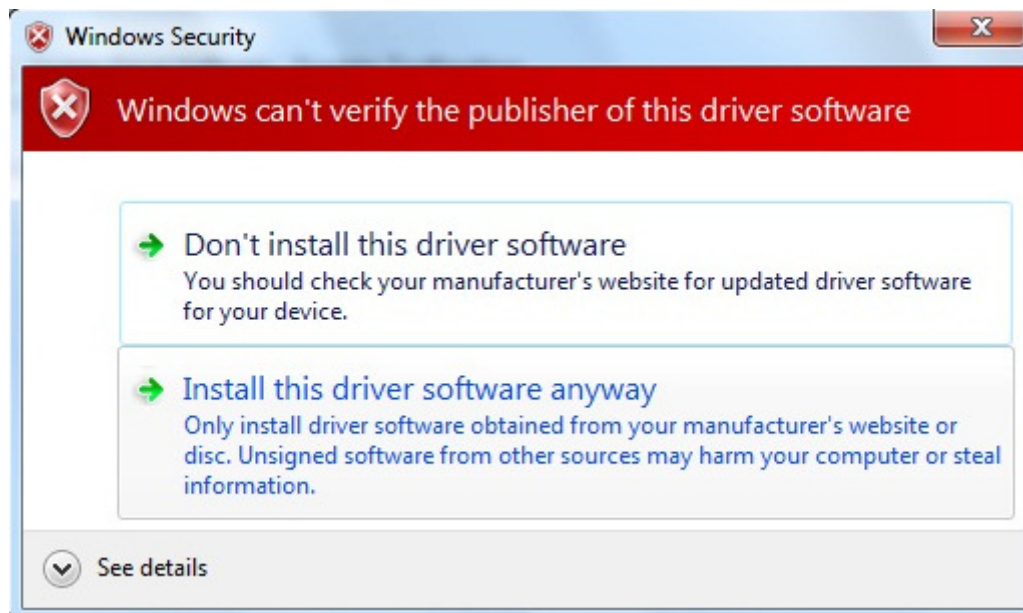 Windows Security
Windows can't verify the publisher of this driver software
Don't install this driver software
You should check your manufacturer's website for updated driver software
for your device.
Install this driver software anyway
Only install driver software obtained from your manufacturer's website or
disc. Unsigned software from other sources may harm your computer or steal
information.
See details